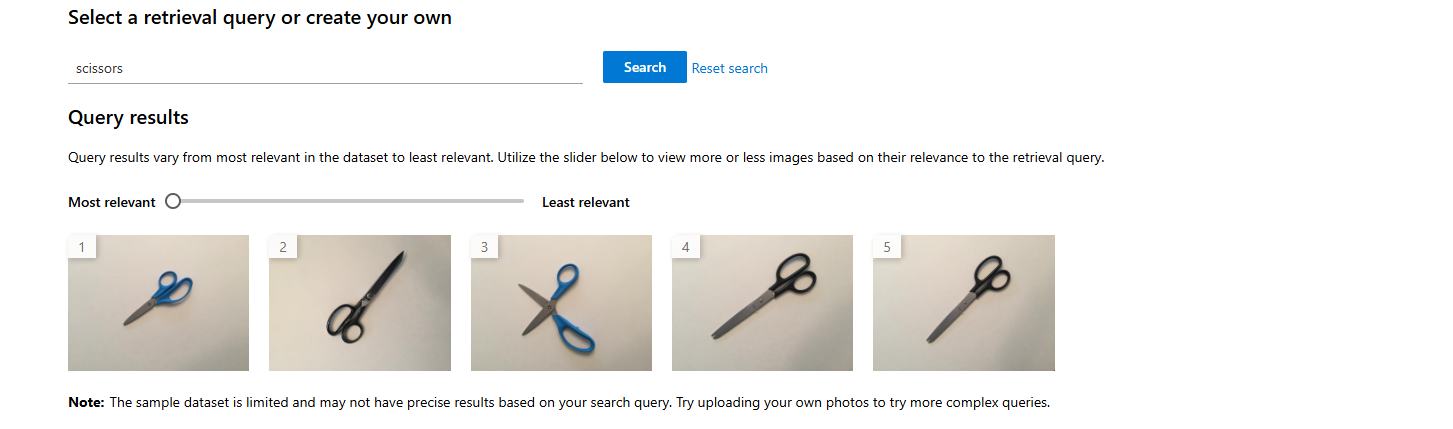 Select a retrieval query or create your own
scissors Search Reset search
Query results
Query results vary from most relevant in the dataset to least relevant. Utilize the slider below to view more or less images based on their relevance to the retrieval query.
Most relevant Least relevant
1 2 3 4 5
Note: The sample dataset is limited and may not have precise results based on your search query. Try uploading your own photos to try more complex queries.